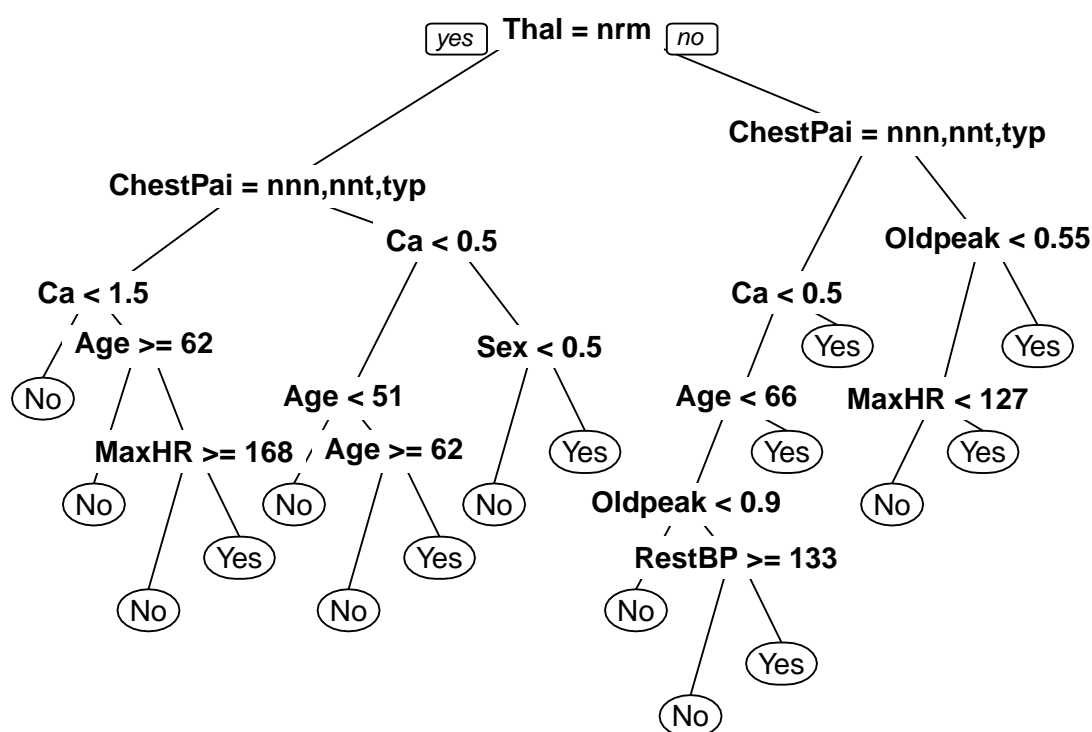 yes Thal = nrm no
ChestPai = nnn,nnt,typ
ChestPai = nnn,nnt,typ
Ca < 0.5 Oldpeak < 0.55
Ca < 1.5 Ca < 0.5
Age >= 62 Sex < 0.5 Yes Yes
No Age < 51 Age < 66 MaxHR < 127
MaxHR >= 168 Age >= 62 Yes Yes Yes
No No No Oldpeak < 0.9 No
Yes Yes RestBP >= 133
No No No
Yes
No